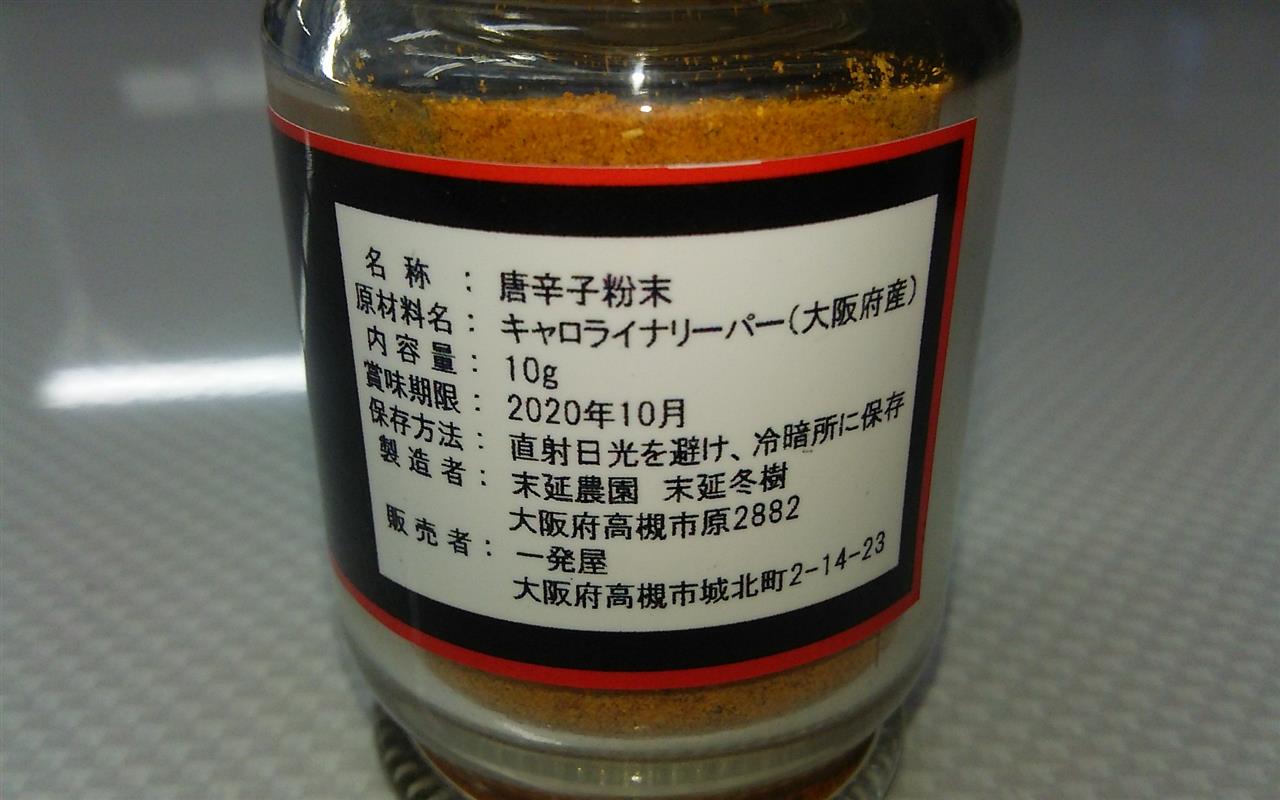 名称：唐辛子粉末
原材料名：キャロライナリーパー(大阪府産)
内容量：10g
賞味期限：2020年10月
保存方法：直射日光を避け、冷暗所に保存
製造者：末延農園 末延冬樹
大阪府高槻市原2882
販売者：一発屋
大阪府高槻市城北町2-14-23